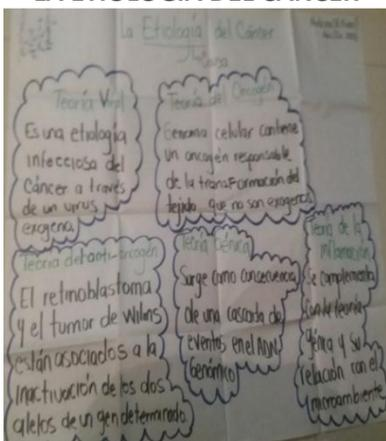 LA ETIOLOGÍA DEL CÁNCER
La Etiología del Cáncer
Causa
Teoría Viral
Es una etiología
infecciosa del
Cáncer a través
de un virus
exogena
Teoría del Oncogén
Genoma celular contiene
un oncogén responsable
de la transFormación del
tejido que no son exogenos
Teoría del anti-oncogén
El retinoblastoma
y el tumor de Wilms
están asociados a la
Inactivación de los dos
alelos de un gen determinado
Teoría Génica
Surge como consecuencia
de una cascada de
eventos en el ADN
Genómico
Teoría de la
inflamación
Se complementa
con la teoría
génica y su
relación con el
microambiente